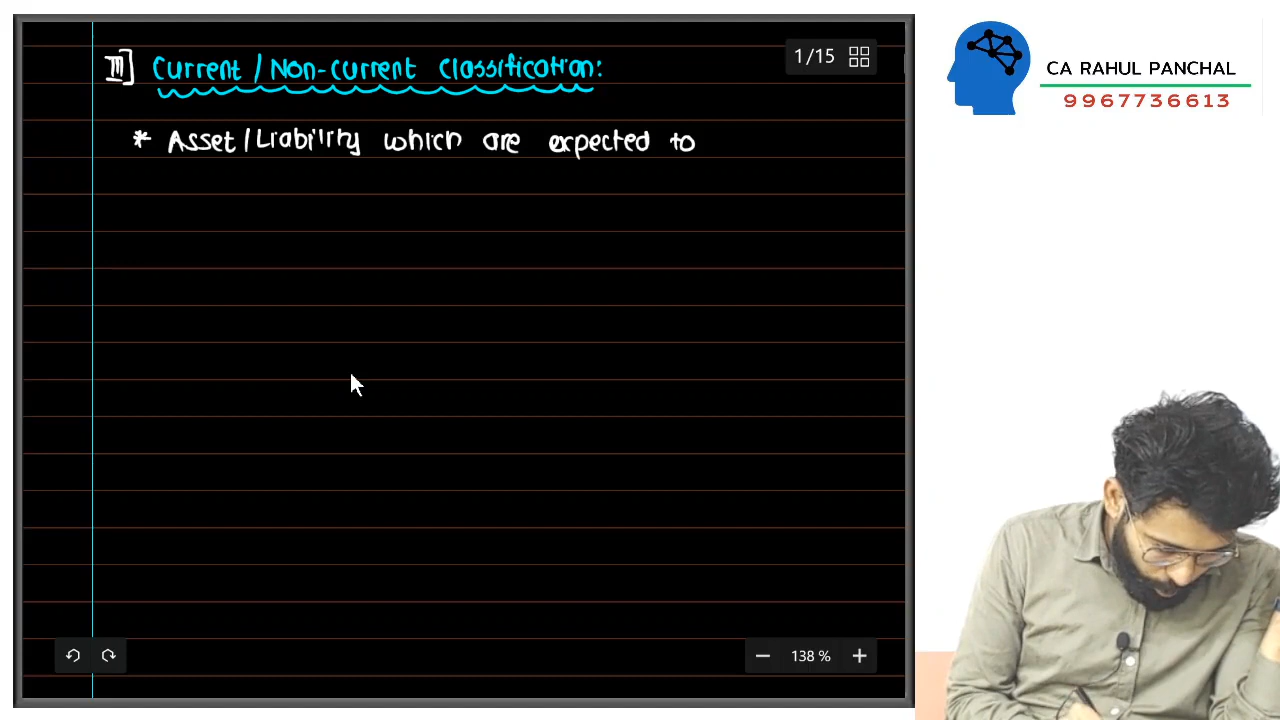 III] Current / Non-current Classification:
* Asset/Liability which are expected to
1/15
CA RAHUL PANCHAL
9967736613
138 %